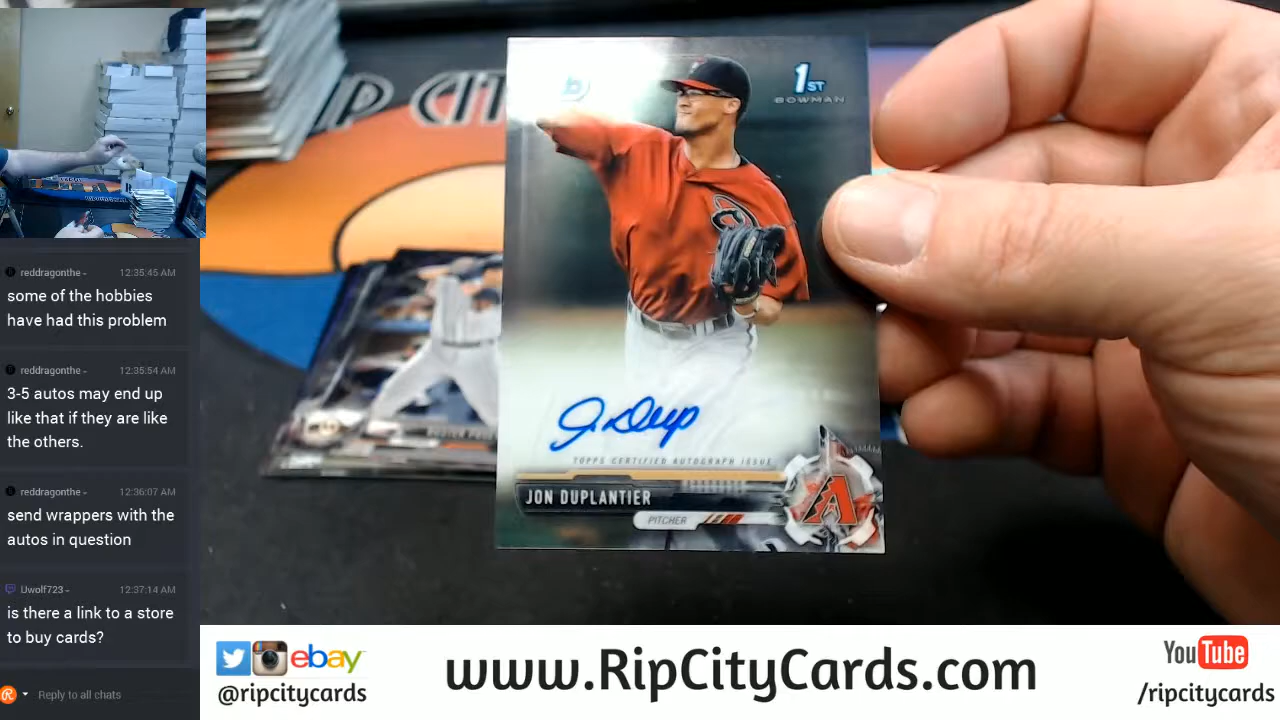 reddragonthe -
12:35:45 AM
some of the hobbies
have had this problem
reddragonthe -
12:35:54 AM
3-5 autos may end up
like that if they are like
the others.
reddragonthe -
12:36:07 AM
send wrappers with the
autos in question
Uwolf723 -
12:37:14 AM
is there a link to a store
to buy cards?
Reply to all chats
IP CIT
b
1ST
BOWMAN
J. Dup
TOPPS CERTIFIED AUTOGRAPH ISSUE
JON DUPLANTIER
PITCHER
A
ebay
@ripcitycards
www.RipCityCards.com
YouTube
/ripcitycards